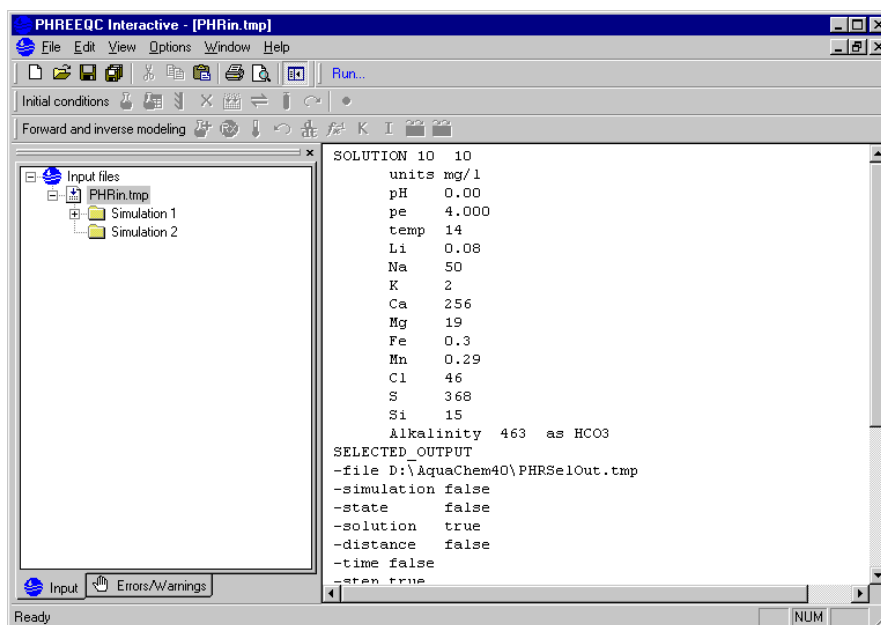 PHREEQC Interactive - [PHRin.tmp]
File Edit View Options Window Help
Run...
Initial conditions
Forward and inverse modeling K I
Input files
PHRin.tmp
Simulation 1
Simulation 2
SOLUTION 10 10
units mg/l
pH 0.00
pe 4.000
temp 14
Li 0.08
Na 50
K 2
Ca 256
Mg 19
Fe 0.3
Mn 0.29
Cl 46
S 368
Si 15
Alkalinity 463 as HCO3
SELECTED_OUTPUT
-file D:\AquaChem40\PHRSelOut.tmp
-simulation false
-state false
-solution true
-distance false
-time false
-step true
Input Errors/Warnings
Ready NUM